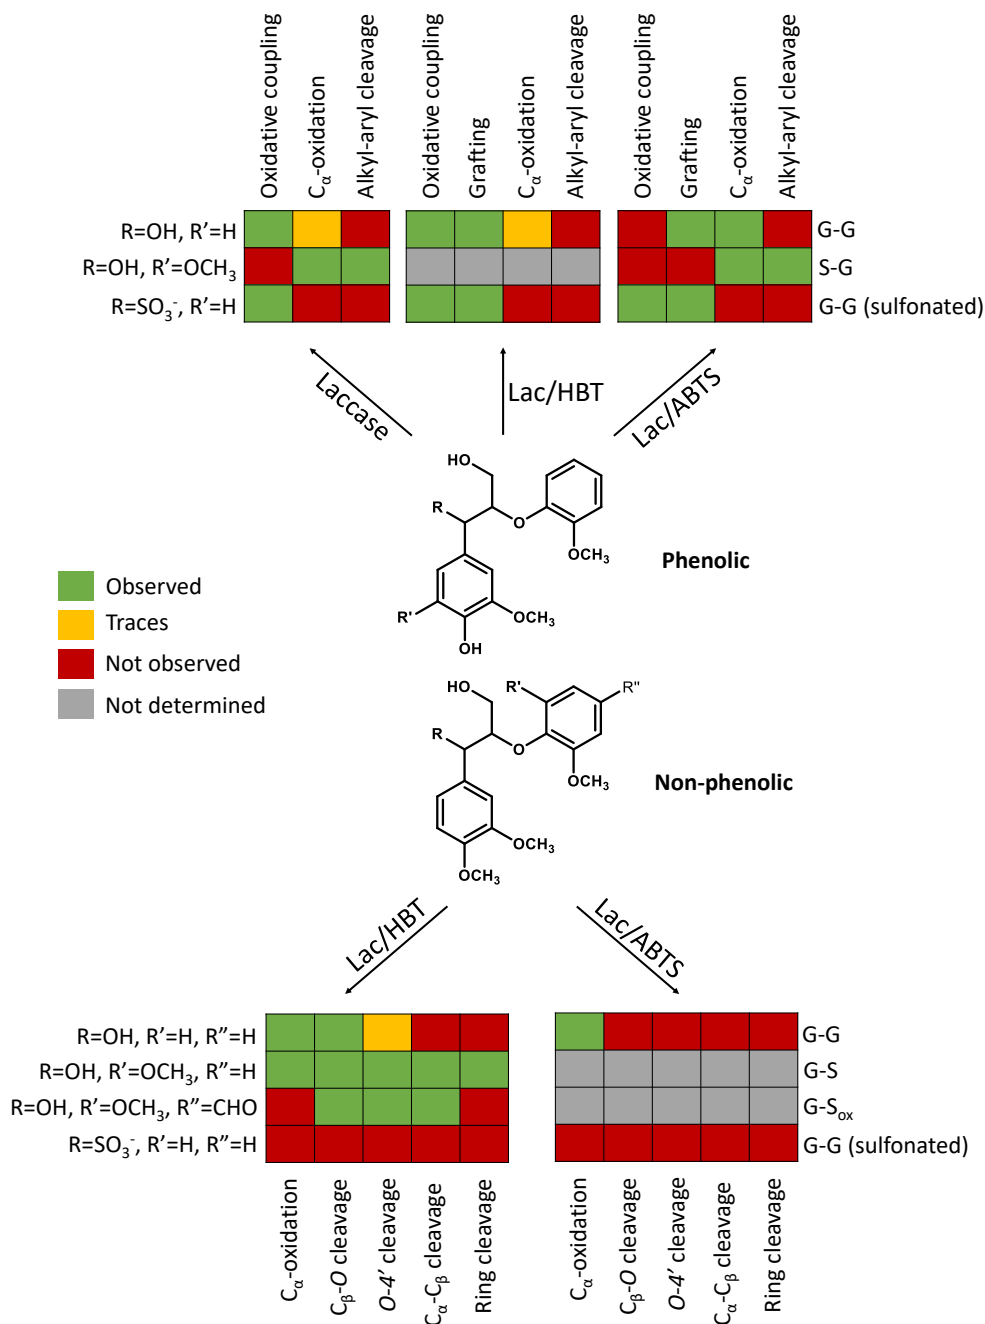 Oxidative coupling
Cα-oxidation
Alkyl-aryl cleavage
Oxidative coupling
Grafting
Cα-oxidation
Alkyl-aryl cleavage
Oxidative coupling
Grafting
Cα-oxidation
Alkyl-aryl cleavage
R=OH, R’=H
G-G
R=OH, R’=OCH₃
S-G
R=SO₃⁻, R’=H
G-G (sulfonated)
Laccase
Lac/HBT
Lac/ABTS
HO
R
O
OCH₃
Phenolic
R'
OCH₃
OH
Observed
Traces
Not observed
Not determined
HO
R'
R''
R
O
OCH₃
Non-phenolic
OCH₃
OCH₃
Lac/HBT
Lac/ABTS
R=OH, R’=H, R”=H
G-G
R=OH, R’=OCH₃, R”=H
G-S
R=OH, R’=OCH₃, R”=CHO
G-Sₒₓ
R=SO₃⁻, R’=H, R”=H
G-G (sulfonated)
Cα-oxidation
Cβ-O cleavage
O-4’ cleavage
Cα-Cβ cleavage
Ring cleavage
Cα-oxidation
Cβ-O cleavage
O-4’ cleavage
Cα-Cβ cleavage
Ring cleavage